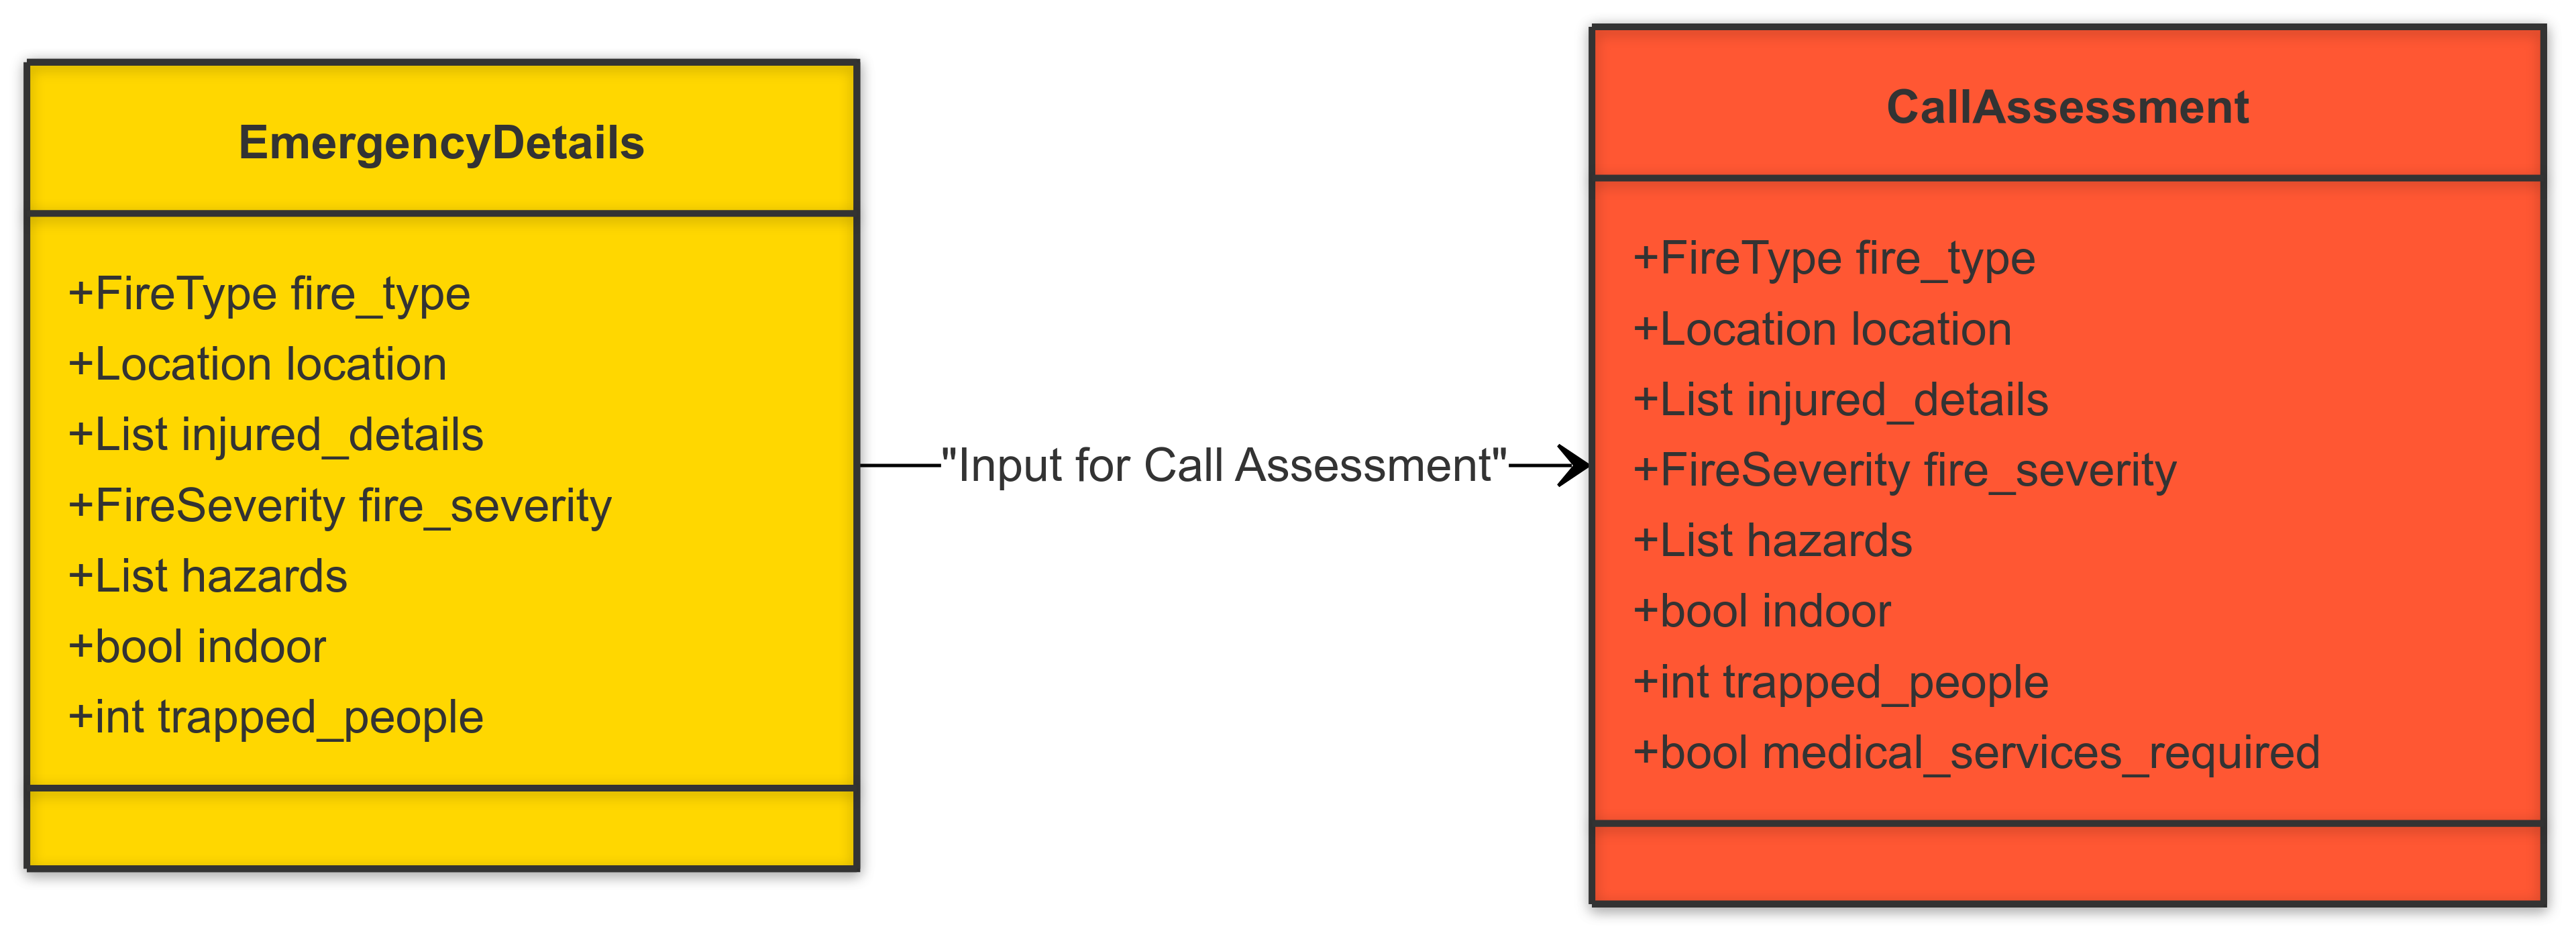 EmergencyDetails
+FireType fire_type
+Location location
+List injured_details
+FireSeverity fire_severity
+List hazards
+bool indoor
+int trapped_people
"Input for Call Assessment"
CallAssessment
+FireType fire_type
+Location location
+List injured_details
+FireSeverity fire_severity
+List hazards
+bool indoor
+int trapped_people
+bool medical_services_required